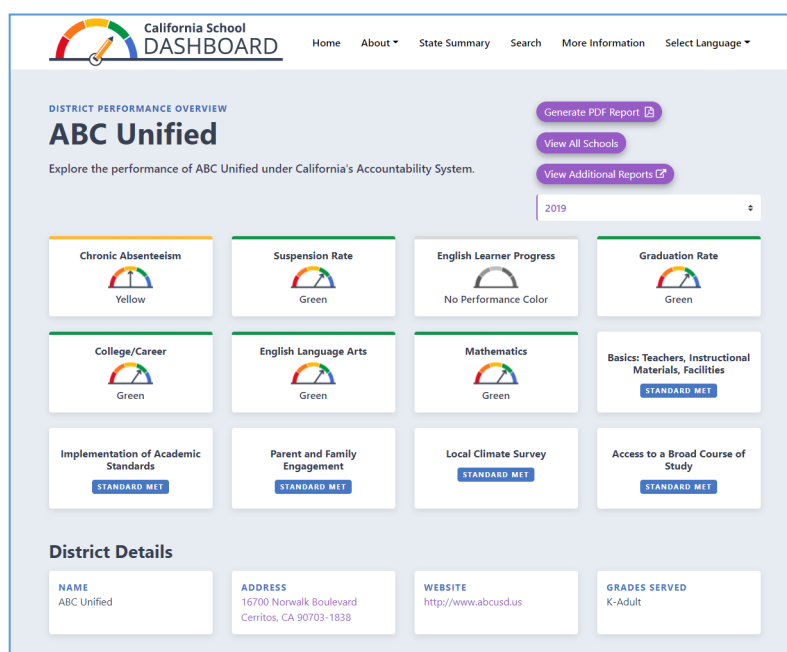 California School
DASHBOARD
Home About State Summary Search More Information Select Language
DISTRICT PERFORMANCE OVERVIEW
ABC Unified
Explore the performance of ABC Unified under California's Accountability System.
Generate PDF Report
View All Schools
View Additional Reports
2019
Chronic Absenteeism
Yellow
Suspension Rate
Green
English Learner Progress
No Performance Color
Graduation Rate
Green
College/Career
Green
English Language Arts
Green
Mathematics
Green
Basics: Teachers, Instructional
Materials, Facilities
STANDARD MET
Implementation of Academic
Standards
STANDARD MET
Parent and Family
Engagement
STANDARD MET
Local Climate Survey
STANDARD MET
Access to a Broad Course of
Study
STANDARD MET
District Details
NAME
ABC Unified
ADDRESS
16700 Norwalk Boulevard
Cerritos, CA 90703-1838
WEBSITE
http://www.abcusd.us
GRADES SERVED
K-Adult